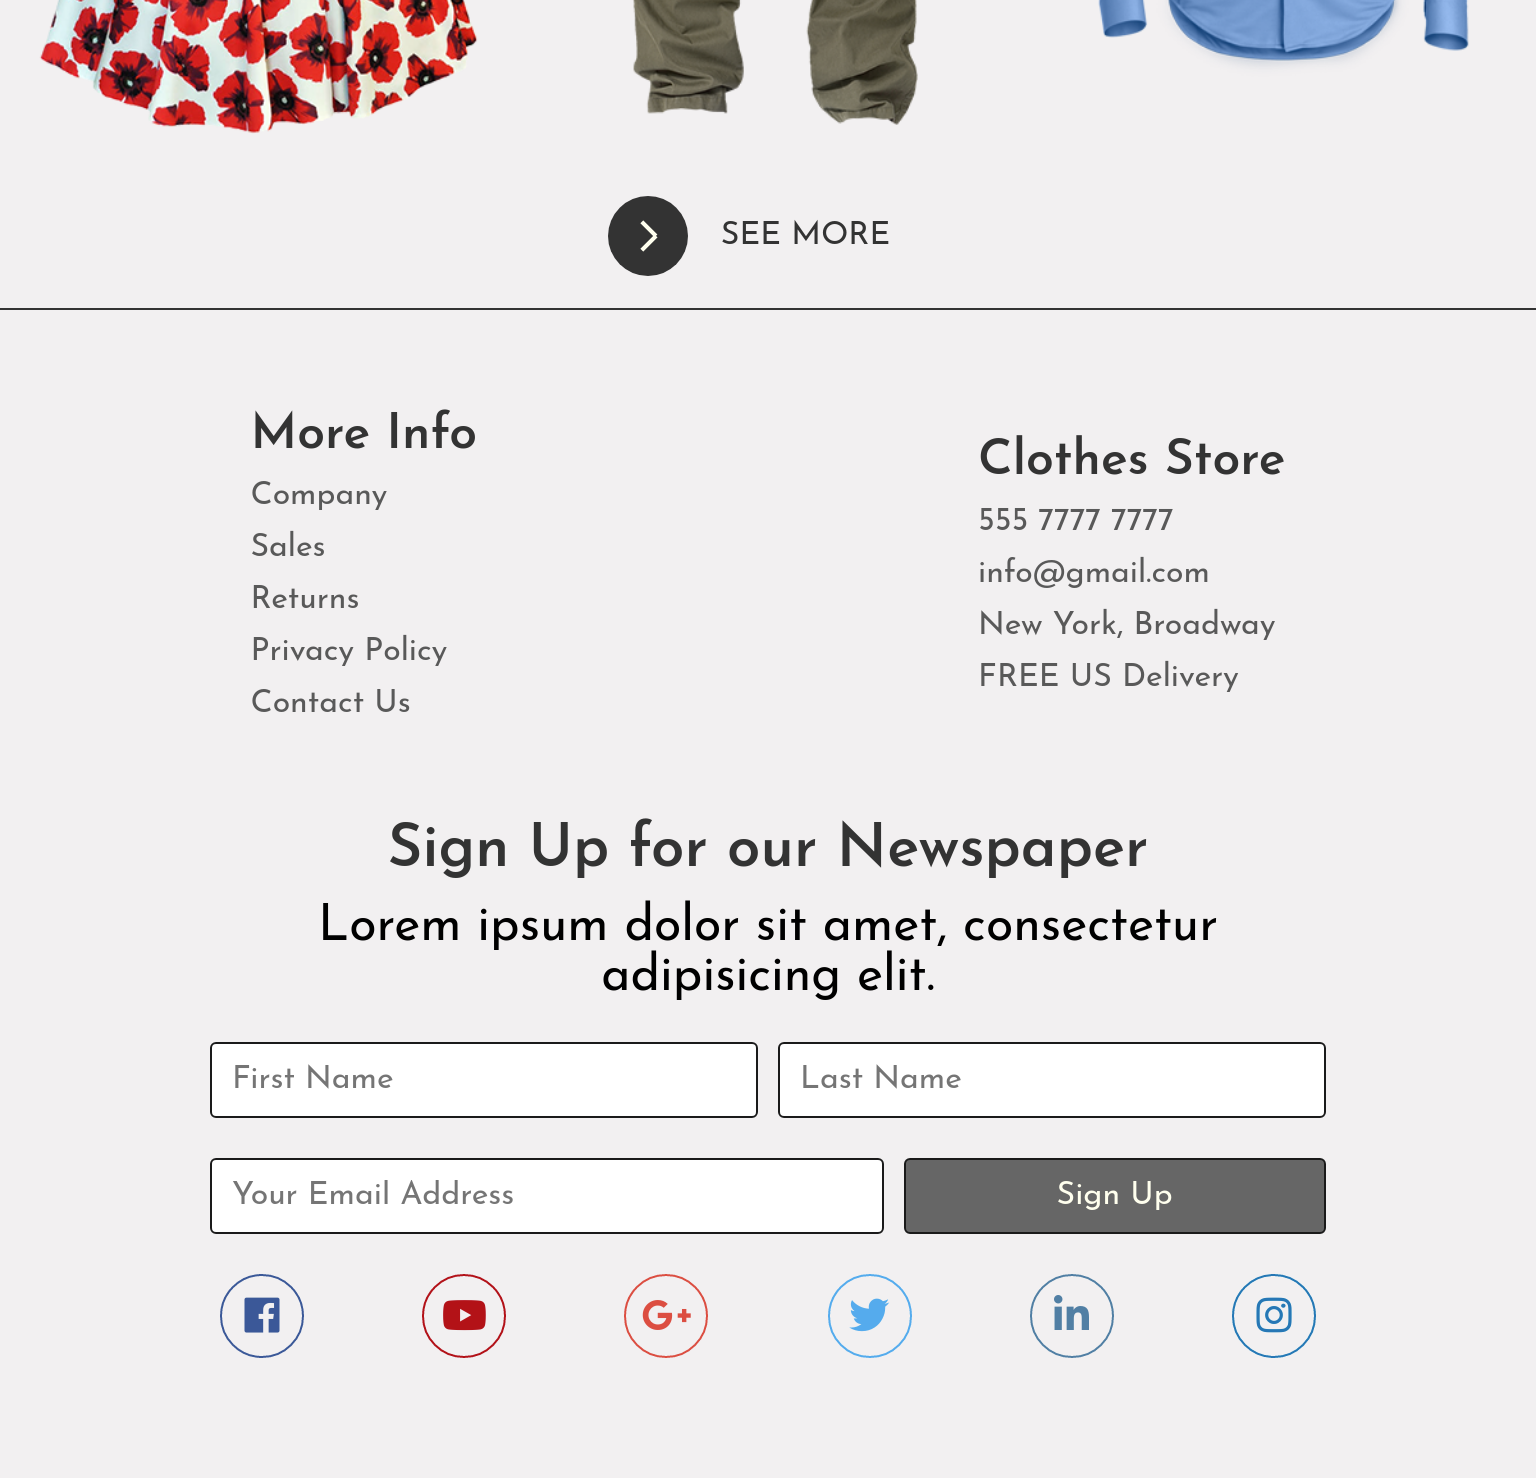 SEE MORE
More Info
Company
Sales
Returns
Privacy Policy
Contact Us
Clothes Store
555 7777 7777
info@gmail.com
New York, Broadway
FREE US Delivery
Sign Up for our Newspaper
Lorem ipsum dolor sit amet, consectetur
adipisicing elit.
First Name
Last Name
Your Email Address
Sign Up